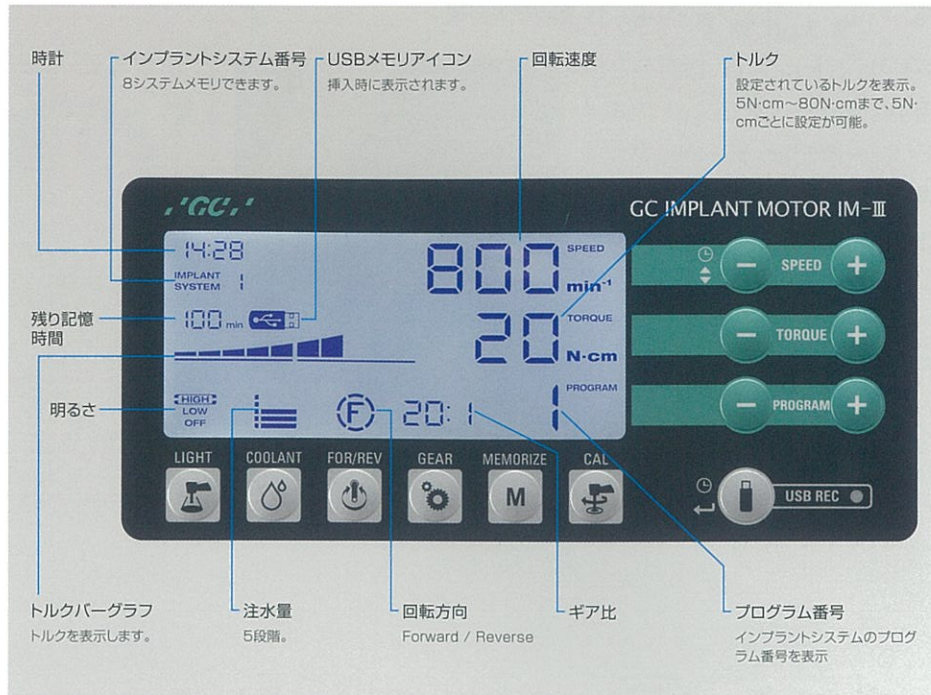 時計
インプラントシステム番号
8システムメモリできます。
USBメモリアイコン
挿入時に表示されます。
回転速度
トルク
設定されているトルクを表示。
5N·cm〜80N·cmまで、5N·
cmごとに設定が可能。
GC
GC IMPLANT MOTOR IM-Ⅲ
14:28
IMPLANT
SYSTEM 1
800
SPEED
min⁻¹
− SPEED +
残り記憶
時間
100 min
20
TORQUE
N·cm
− TORQUE +
明るさ
HIGH
LOW
OFF
F
20:1
1
PROGRAM
− PROGRAM +
LIGHT
COOLANT
FOR/REV
GEAR
MEMORIZE
CAL
M
USB REC
トルクバーグラフ
トルクを表示します。
注水量
5段階。
回転方向
Forward / Reverse
ギア比
プログラム番号
インプラントシステムのプログ
ラム番号を表示